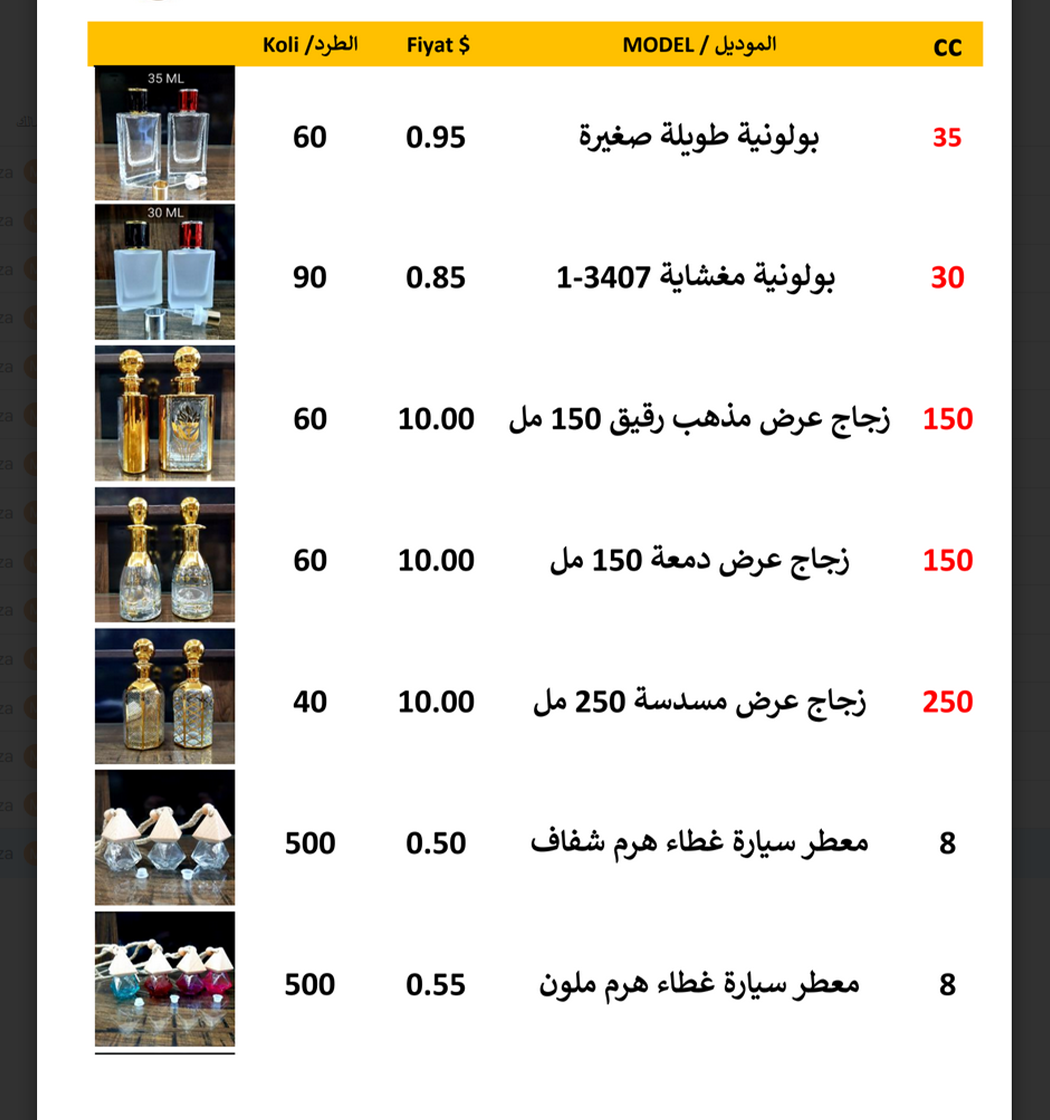 Koli /الطرد Fiyat $ MODEL / الموديل CC
35 ML
60 0.95 بولونية طويلة صغيرة 35
30 ML
90 0.85 بولونية مغشاية 3407-1 30
60 10.00 زجاج عرض مذهب رقيق 150 مل 150
60 10.00 زجاج عرض دمعة 150 مل 150
40 10.00 زجاج عرض مسدسة 250 مل 250
500 0.50 معطر سيارة غطاء هرم شفاف 8
500 0.55 معطر سيارة غطاء هرم ملون 8